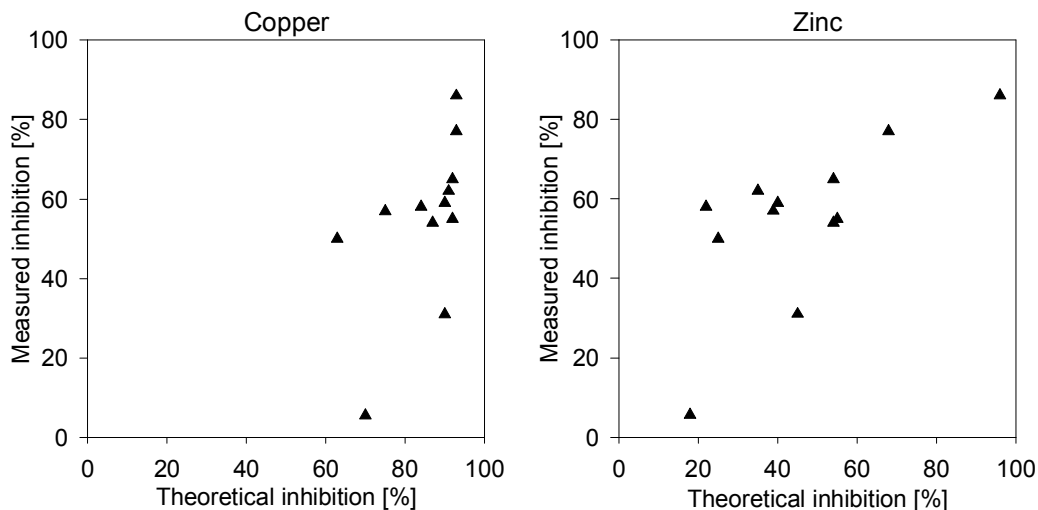 Copper
Measured inhibition [%]
100
80
60
40
20
0
0 20 40 60 80 100
Theoretical inhibition [%]
Zinc
Measured inhibition [%]
100
80
60
40
20
0
0 20 40 60 80 100
Theoretical inhibition [%]